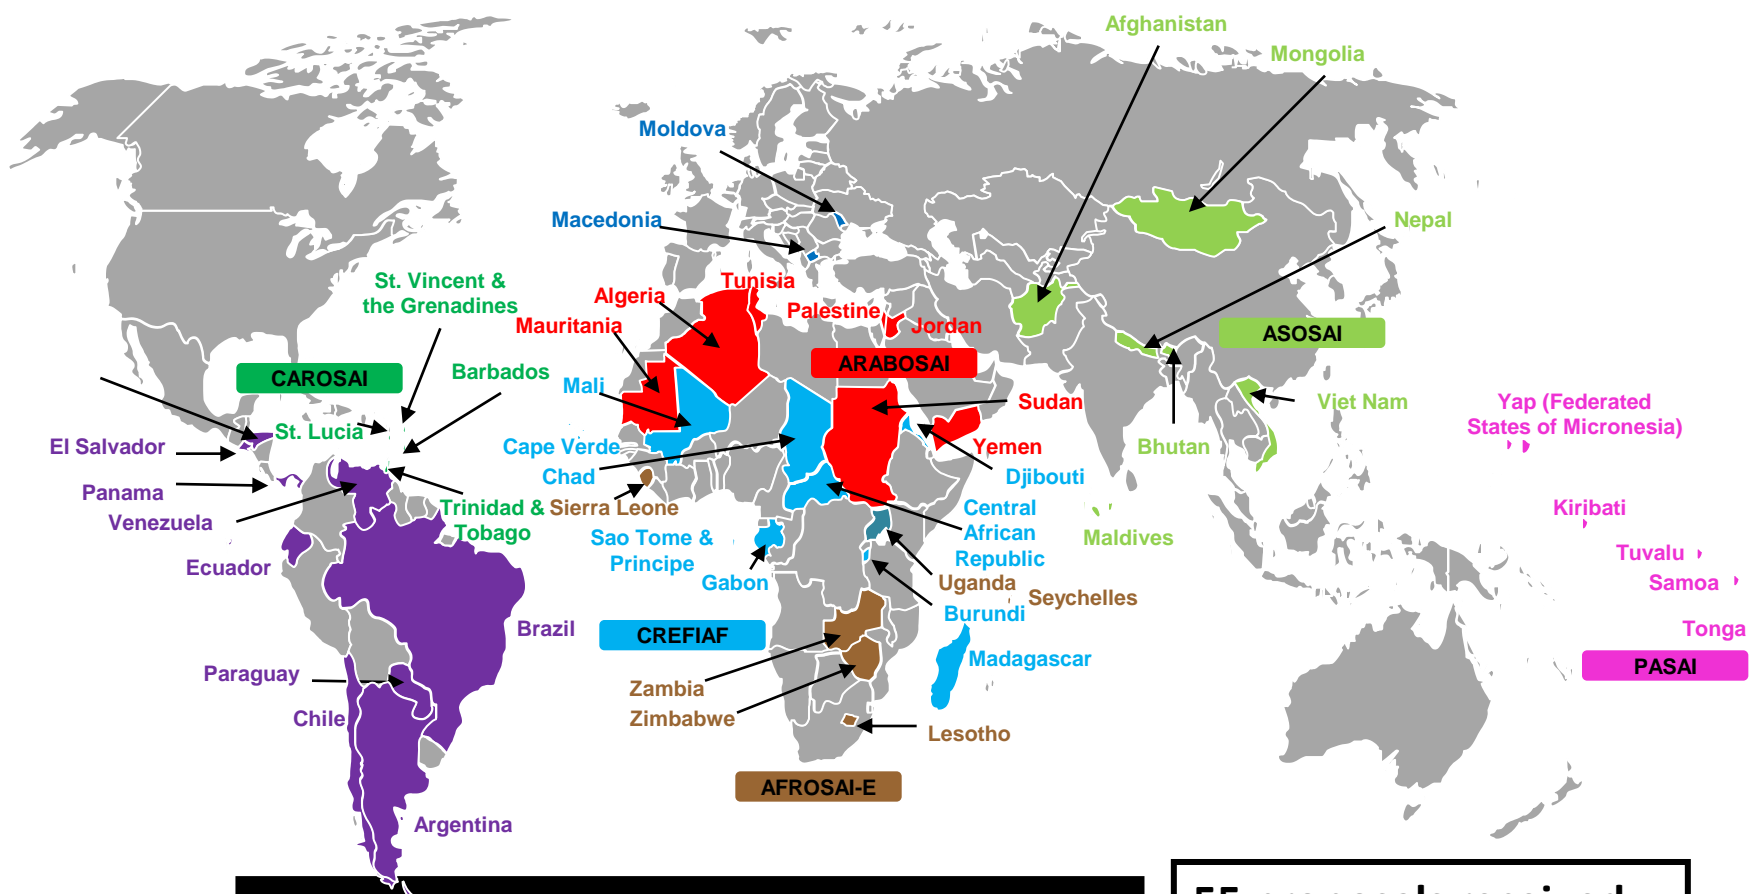 Afghanistan
Mongolia
Moldova
Macedonia
Nepal
St. Vincent &
the Grenadines
Tunisia
Algeria
Palestine
Mauritania
Jordan
ASOSAI
ARABOSAI
CAROSAI
Barbados
Mali
Sudan
Viet Nam
Yap (Federated
States of Micronesia)
St. Lucia
El Salvador
Cape Verde
Yemen
Bhutan
Chad
Djibouti
Panama
Venezuela
Trinidad &
Tobago
Sierra Leone
Central
African
Republic
Kiribati
Sao Tome &
Principe
Maldives
Tuvalu
Ecuador
Gabon
Uganda
Samoa
Seychelles
Burundi
Brazil
CREFIAF
Tonga
Madagascar
PASAI
Paraguay
Zambia
Chile
Zimbabwe
Lesotho
AFROSAI-E
Argentina